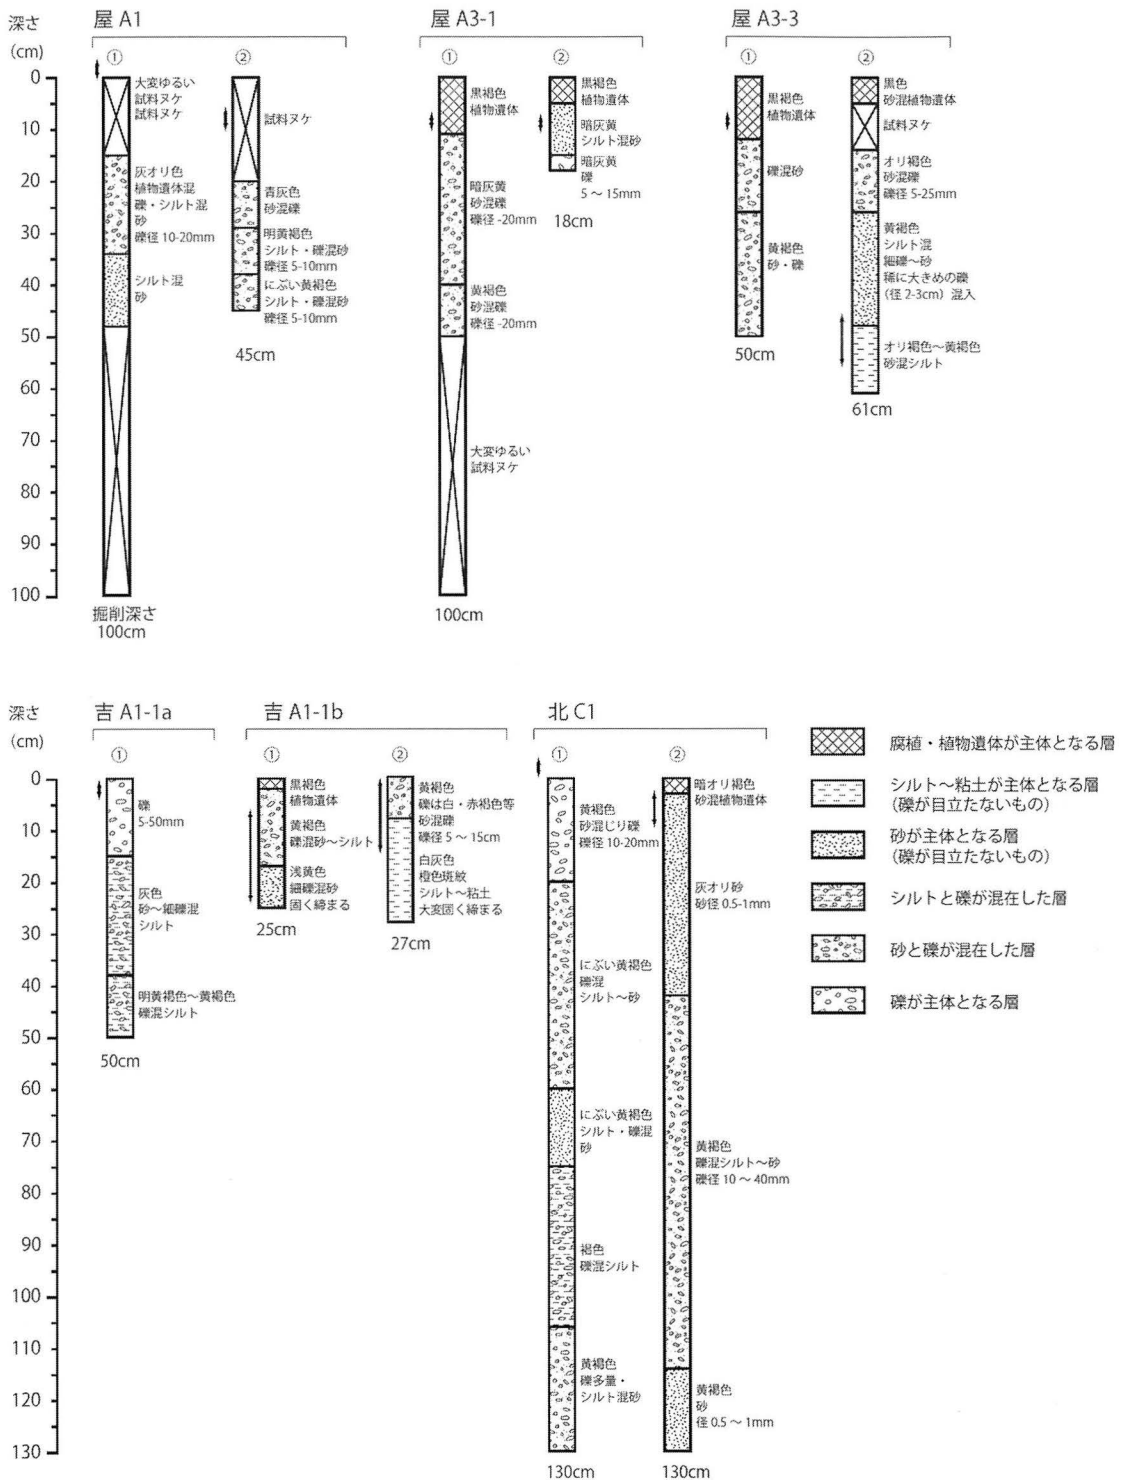 深さ
(cm)
0
10
20
30
40
50
60
70
80
90
100
屋 A1
①
大変ゆるい
試料ヌケ
試料ヌケ
灰オリ色
植物遺体混
礫・シルト混
砂
礫径 10-20mm
シルト混
砂
掘削深さ
100cm
②
試料ヌケ
青灰色
砂混礫
明黄褐色
シルト・礫混砂
礫径 5-10mm
にぶい黄褐色
シルト・礫混砂
礫径 5-10mm
45cm
屋 A3-1
①
黒褐色
植物遺体
暗灰黄
砂混礫
礫径 -20mm
黄褐色
砂混礫
礫径 -20mm
大変ゆるい
試料ヌケ
100cm
②
黒褐色
植物遺体
暗灰黄
シルト混砂
暗灰黄
礫
5 〜 15mm
18cm
屋 A3-3
①
黒褐色
植物遺体
礫混砂
黄褐色
砂・礫
50cm
②
黒色
砂混植物遺体
試料ヌケ
オリ褐色
砂混礫
礫径 5-25mm
黄褐色
シルト混
細礫〜砂
稀に大きめの礫
（径 2-3cm）混入
オリ褐色〜黄褐色
砂混シルト
61cm
深さ
(cm)
0
10
20
30
40
50
60
70
80
90
100
110
120
130
吉 A1-1a
①
礫
5-50mm
灰色
砂〜細礫混
シルト
明黄褐色〜黄褐色
礫混シルト
50cm
吉 A1-1b
①
黒褐色
植物遺体
黄褐色
礫混砂〜シルト
浅黄色
細礫混砂
固く締まる
25cm
②
黄褐色
礫は白・赤褐色等
砂混礫
礫径 5 〜 15cm
白灰色
橙色斑紋
シルト〜粘土
大変固く締まる
27cm
北 C1
①
黄褐色
砂混じり礫
礫径 10-20mm
にぶい黄褐色
礫混
シルト〜砂
にぶい黄褐色
シルト・礫混
砂
褐色
礫混シルト
黄褐色
礫多量・
シルト混砂
130cm
②
暗オリ褐色
砂混植物遺体
灰オリ砂
砂径 0.5-1mm
黄褐色
礫混シルト〜砂
礫径 10 〜 40mm
黄褐色
砂
径 0.5 〜 1mm
130cm
腐植・植物遺体が主体となる層
シルト〜粘土が主体となる層
（礫が目立たないもの）
砂が主体となる層
（礫が目立たないもの）
シルトと礫が混在した層
砂と礫が混在した層
礫が主体となる層